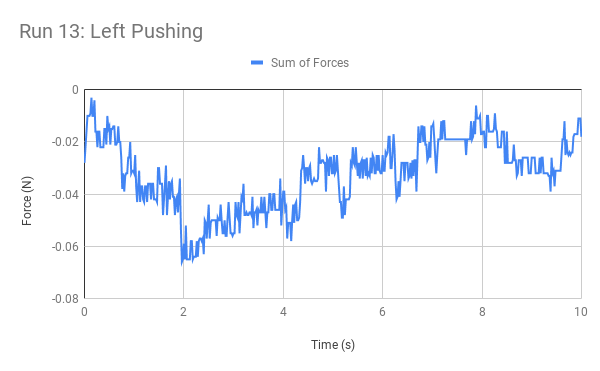 Run 13: Left Pushing
Sum of Forces
0
-0.02
-0.04
-0.06
-0.08
Force (N)
0 2 4 6 8 10
Time (s)